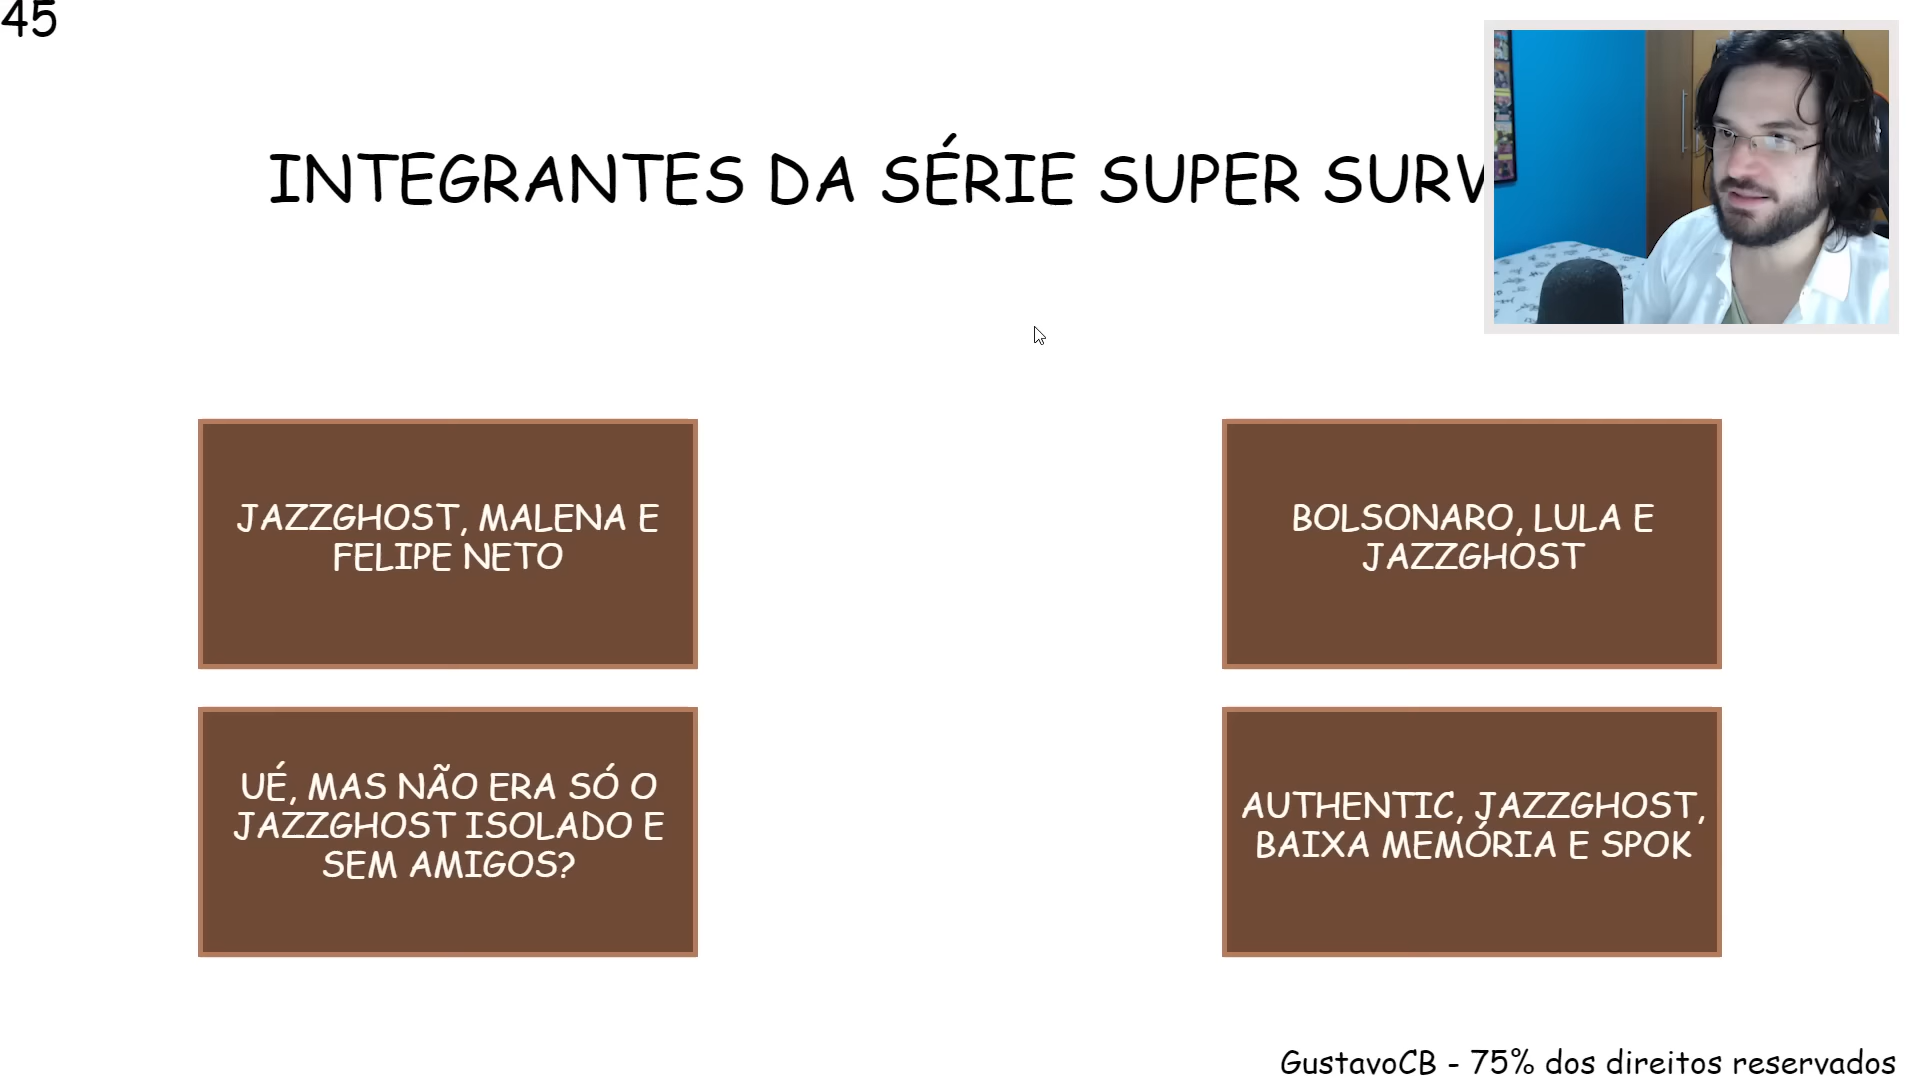 45
INTEGRANTES DA SÉRIE SUPER SURV
JAZZGHOST, MALENA E
FELIPE NETO
BOLSONARO, LULA E
JAZZGHOST
UÉ, MAS NÃO ERA SÓ O
JAZZGHOST ISOLADO E
SEM AMIGOS?
AUTHENTIC, JAZZGHOST,
BAIXA MEMÓRIA E SPOK
GustavoCB - 75% dos direitos reservados